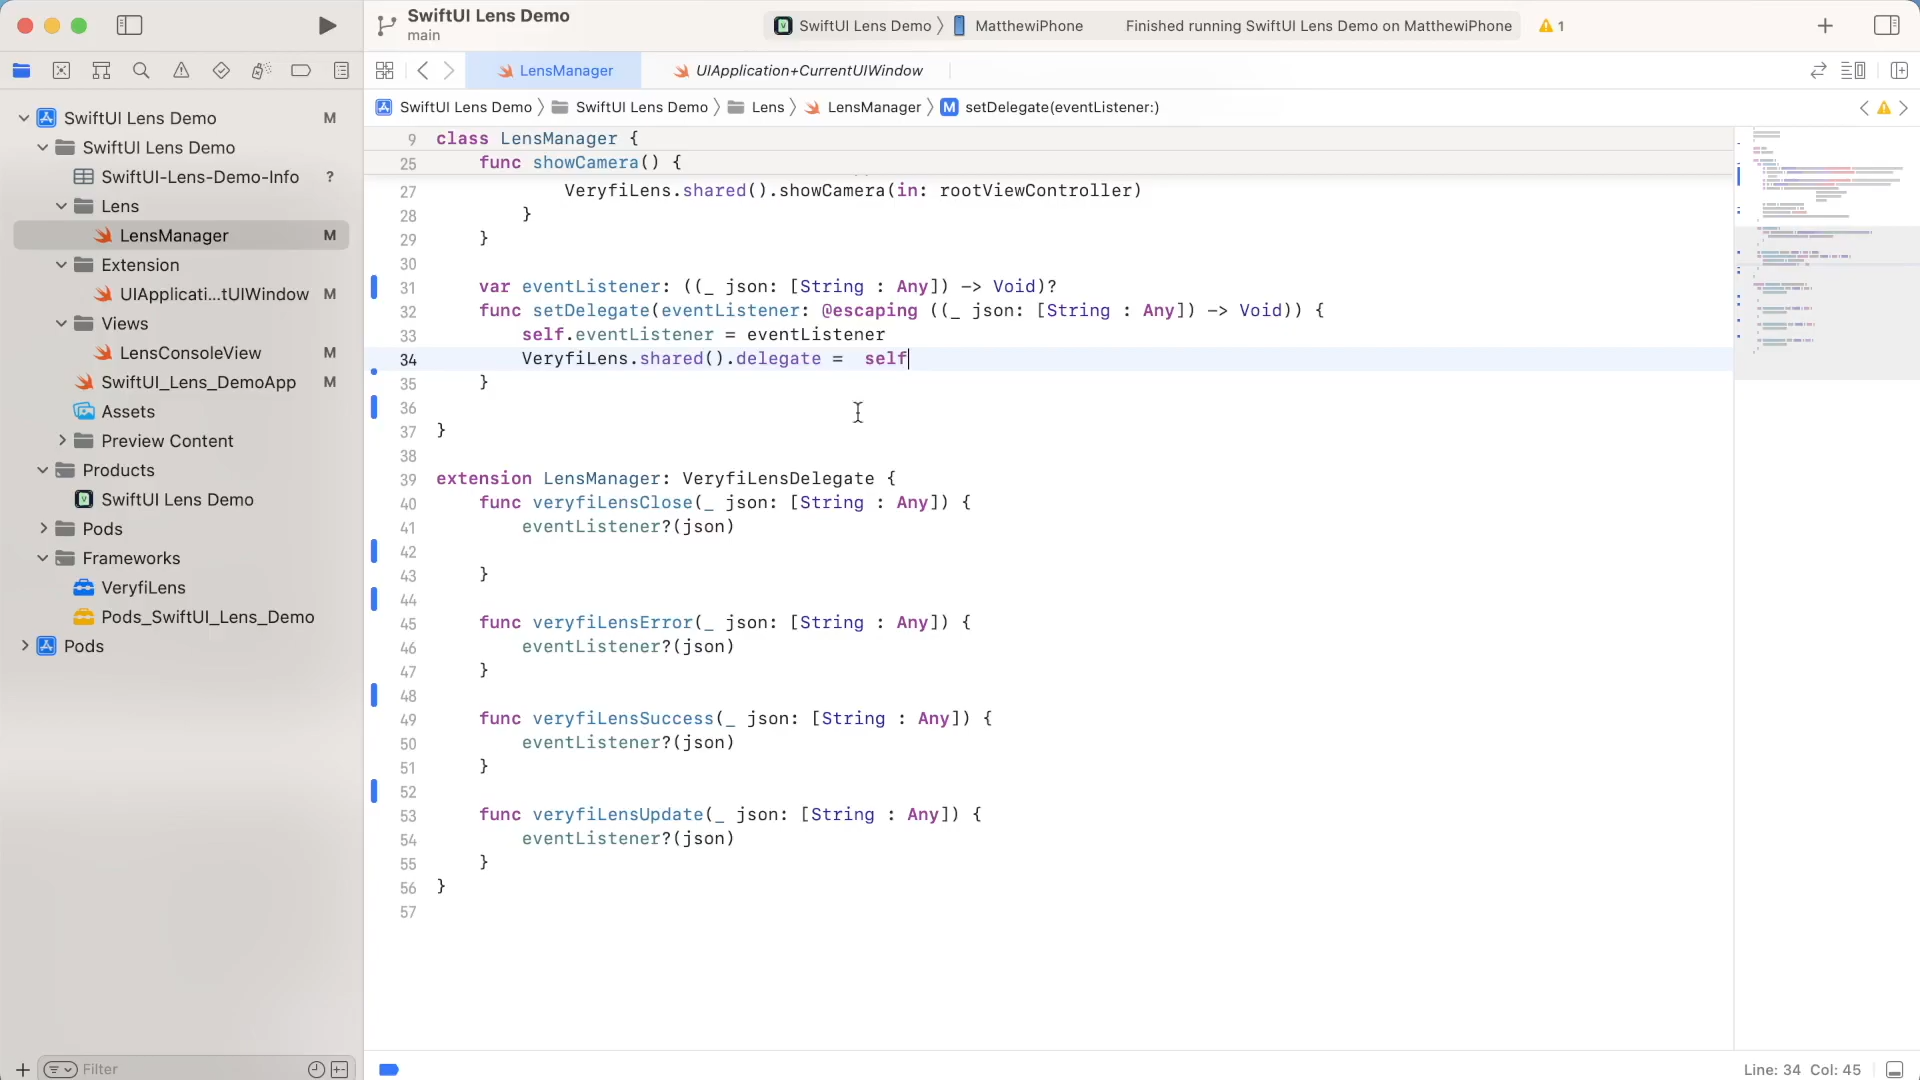 SwiftUI Lens Demo
main
SwiftUI Lens Demo 〉 MatthewiPhone
Finished running SwiftUI Lens Demo on MatthewiPhone
1
LensManager
UIApplication+CurrentUIWindow
SwiftUI Lens Demo 〉 SwiftUI Lens Demo 〉 Lens 〉 LensManager 〉 M setDelegate(eventListener:)
SwiftUI Lens Demo M
SwiftUI Lens Demo
SwiftUI-Lens-Demo-Info ?
Lens
LensManager M
Extension
UIApplicati...tUIWindow M
Views
LensConsoleView M
SwiftUI_Lens_DemoApp M
Assets
Preview Content
Products
SwiftUI Lens Demo
Pods
Frameworks
VeryfiLens
Pods_SwiftUI_Lens_Demo
Pods
Filter
9 class LensManager {
25 func showCamera() {
27 VeryfiLens.shared().showCamera(in: rootViewController)
28 }
29 }
30
31 var eventListener: ((_ json: [String : Any]) -> Void)?
32 func setDelegate(eventListener: @escaping ((_ json: [String : Any]) -> Void)) {
33 self.eventListener = eventListener
34 VeryfiLens.shared().delegate =  self
35 }
36
37 }
38
39 extension LensManager: VeryfiLensDelegate {
40 func veryfiLensClose(_ json: [String : Any]) {
41 eventListener?(json)
42
43 }
44
45 func veryfiLensError(_ json: [String : Any]) {
46 eventListener?(json)
47 }
48
49 func veryfiLensSuccess(_ json: [String : Any]) {
50 eventListener?(json)
51 }
52
53 func veryfiLensUpdate(_ json: [String : Any]) {
54 eventListener?(json)
55 }
56 }
57
Line: 34 Col: 45